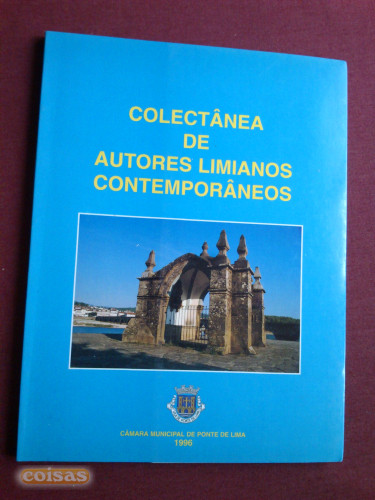 COLECTÂNEA
DE
AUTORES LIMIANOS
CONTEMPORÂNEOS
CÂMARA MUNICIPAL DE PONTE DE LIMA
1996
coisas